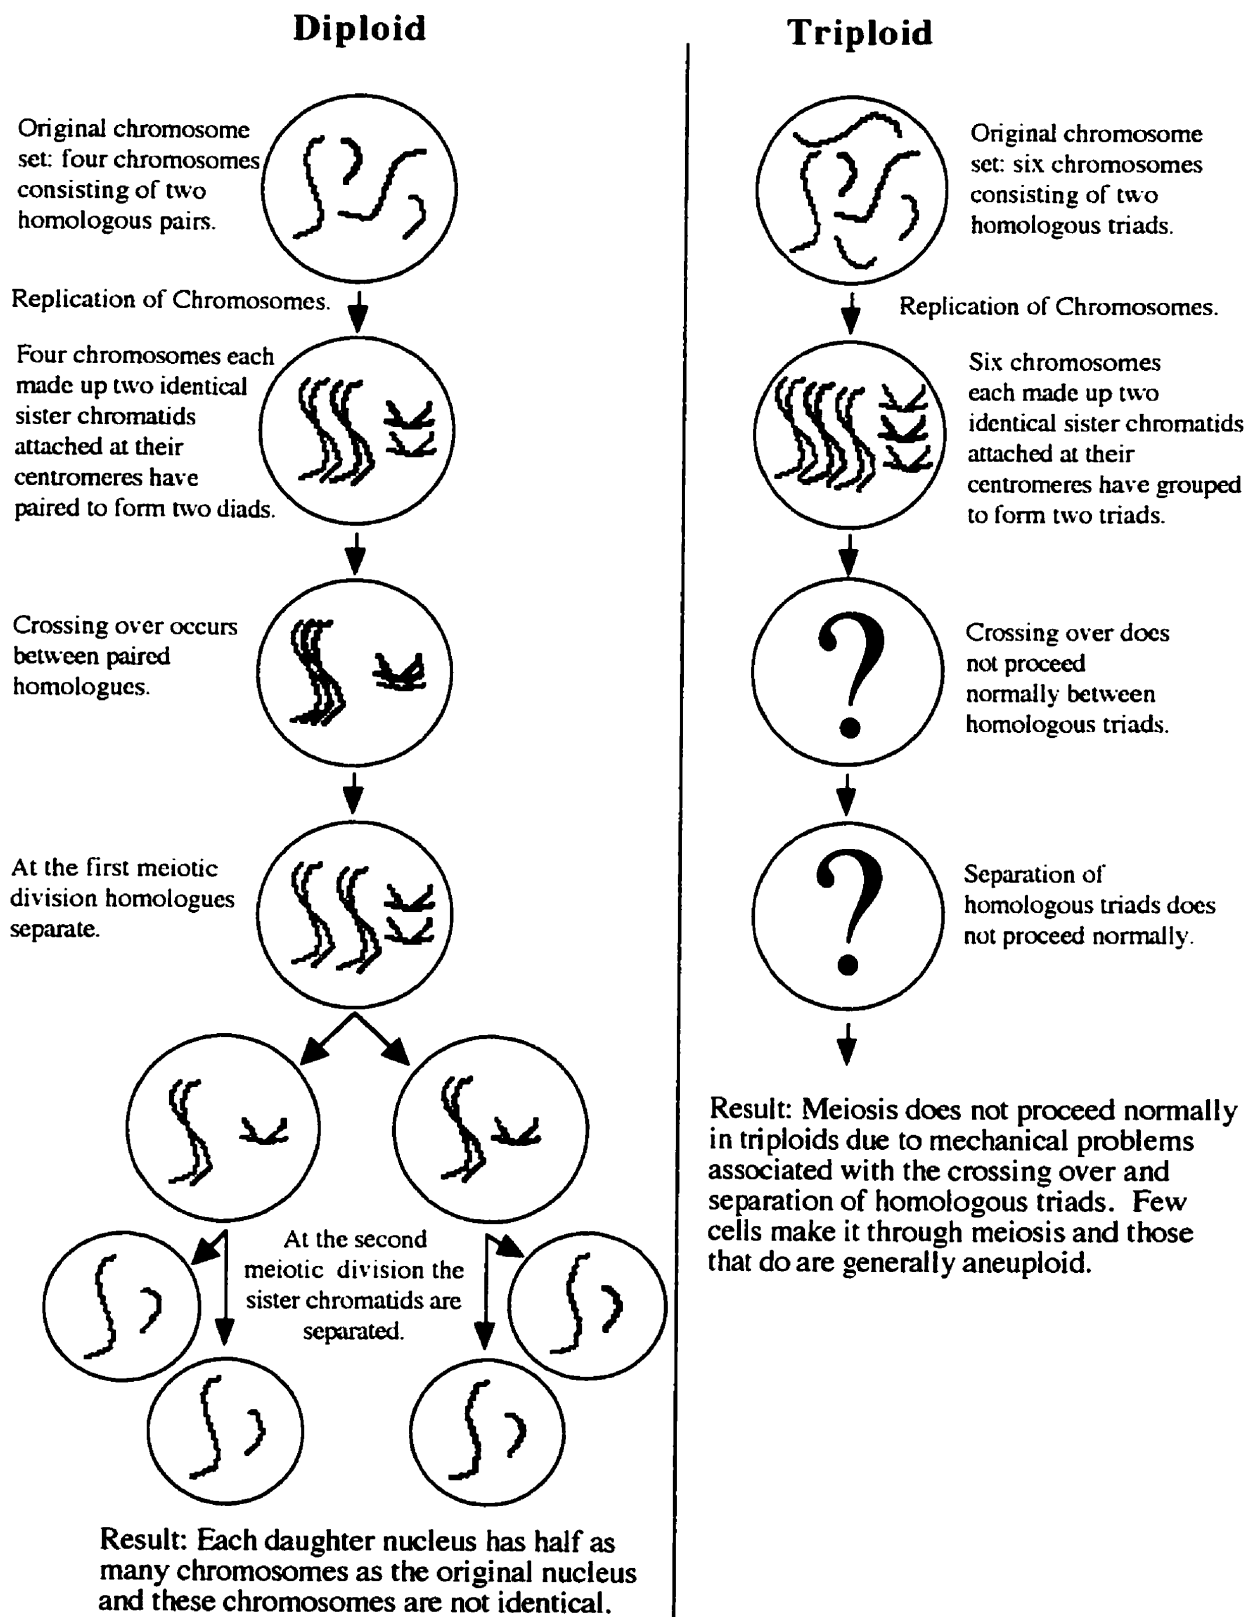 Diploid
Original chromosome
set: four chromosomes
consisting of two
homologous pairs.
Replication of Chromosomes.
Four chromosomes each
made up two identical
sister chromatids
attached at their
centromeres have
paired to form two diads.
Crossing over occurs
between paired
homologues.
At the first meiotic
division homologues
separate.
At the second
meiotic division the
sister chromatids are
separated.
Result: Each daughter nucleus has half as
many chromosomes as the original nucleus
and these chromosomes are not identical.
Triploid
Original chromosome
set: six chromosomes
consisting of two
homologous triads.
Replication of Chromosomes.
Six chromosomes
each made up two
identical sister chromatids
attached at their
centromeres have grouped
to form two triads.
?
Crossing over does
not proceed
normally between
homologous triads.
?
Separation of
homologous triads does
not proceed normally.
Result: Meiosis does not proceed normally
in triploids due to mechanical problems
associated with the crossing over and
separation of homologous triads. Few
cells make it through meiosis and those
that do are generally aneuploid.